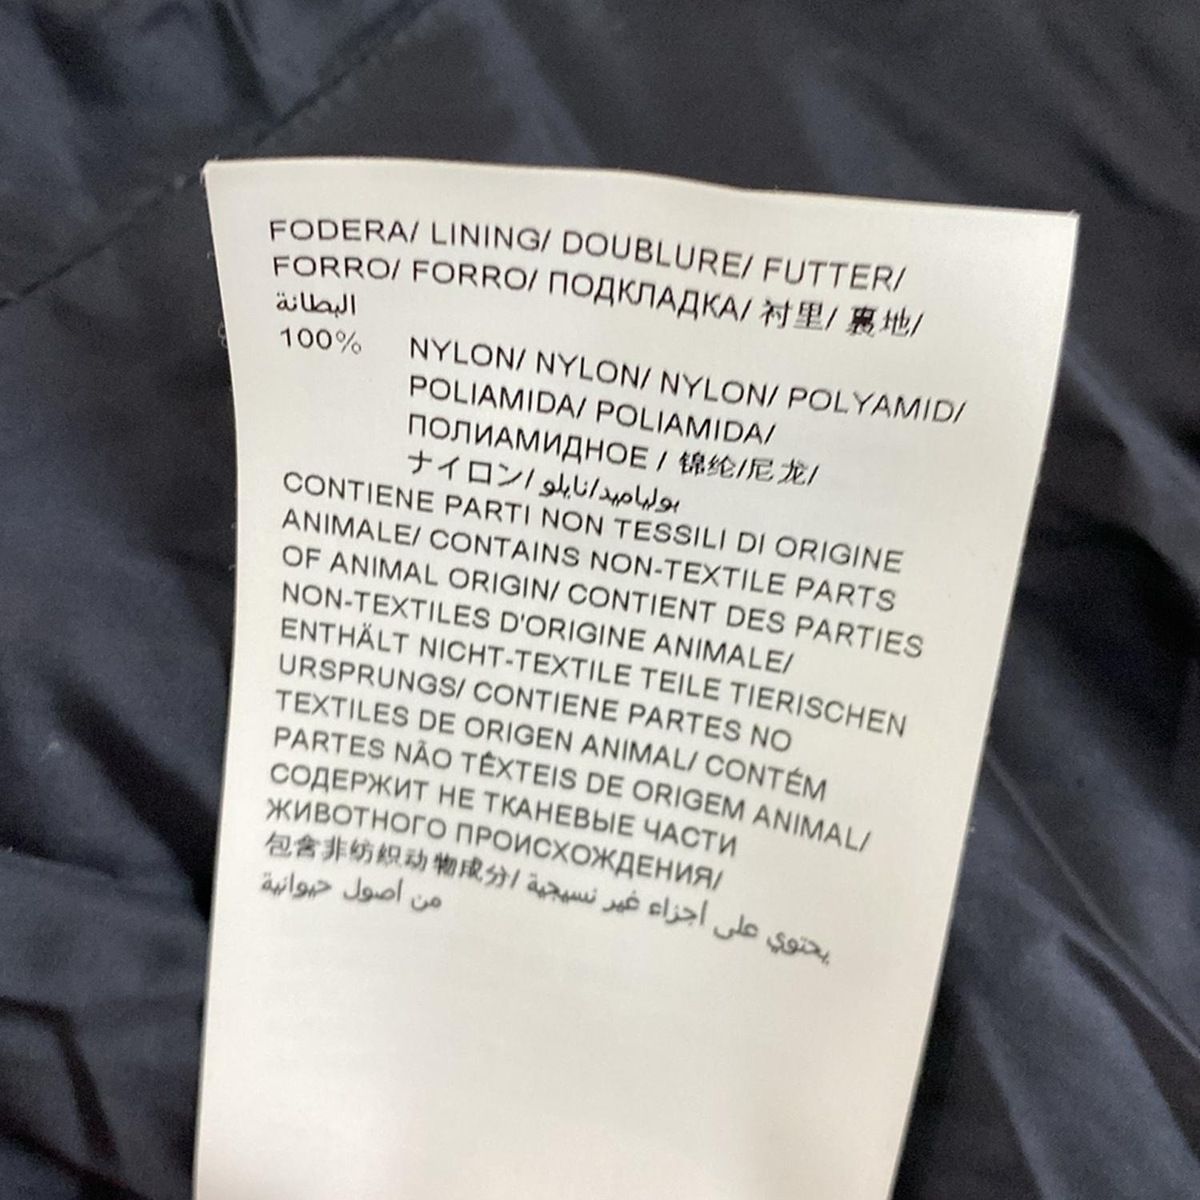 FODERA/ LINING/ DOUBLURE/ FUTTER/
FORRO/ FORRO/ ПОДКЛАДКА/ 衬里/ 裏地/
البطانة
100% NYLON/ NYLON/ NYLON/ POLYAMID/
POLIAMIDA/ POLIAMIDA/
ПОЛИАМИДНОЕ / 锦纶/尼龙/
ナイロン/ بولياميد/نايلو
CONTIENE PARTI NON TESSILI DI ORIGINE
ANIMALE/ CONTAINS NON-TEXTILE PARTS
OF ANIMAL ORIGIN/ CONTIENT DES PARTIES
NON-TEXTILES D'ORIGINE ANIMALE/
ENTHÄLT NICHT-TEXTILE TEILE TIERISCHEN
URSPRUNGS/ CONTIENE PARTES NO
TEXTILES DE ORIGEN ANIMAL/ CONTÉM
PARTES NÃO TÊXTEIS DE ORIGEM ANIMAL/
СОДЕРЖИТ НЕ ТКАНЕВЫЕ ЧАСТИ
ЖИВОТНОГО ПРОИСХОЖДЕНИЯ/
包含非纺织动物成分/ يحتوي على أجزاء غير نسيجية
من أصول حيوانية